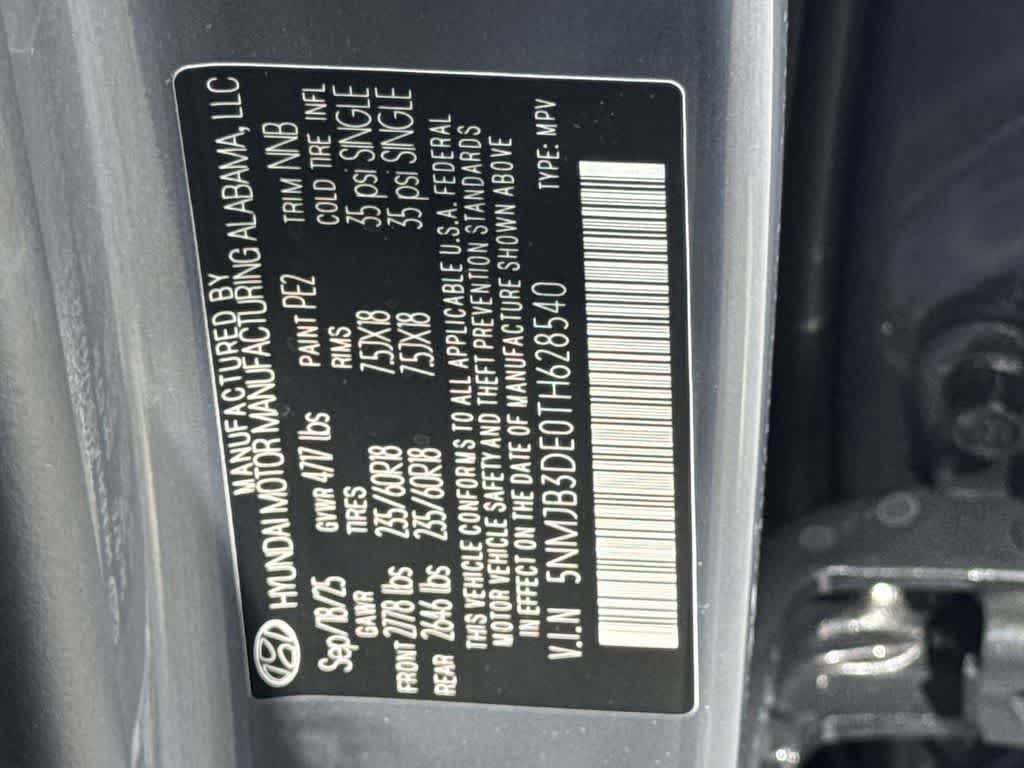 MANUFACTURED BY
HYUNDAI MOTOR MANUFACTURING ALABAMA, LLC
Sep/18/25 GVWR 4717 lbs PAINT PE2 TRIM NNB
GAWR TIRES RIMS COLD TIRE INFL
FRONT 2778 lbs 235/60R18 7.5JX18 35 psi SINGLE
REAR 2646 lbs 235/60R18 7.5JX18 35 psi SINGLE
THIS VEHICLE CONFORMS TO ALL APPLICABLE U.S.A. FEDERAL
MOTOR VEHICLE SAFETY AND THEFT PREVENTION STANDARDS
IN EFFECT ON THE DATE OF MANUFACTURE SHOWN ABOVE
V.I.N 5NMJB3DE0TH628540 TYPE: MPV